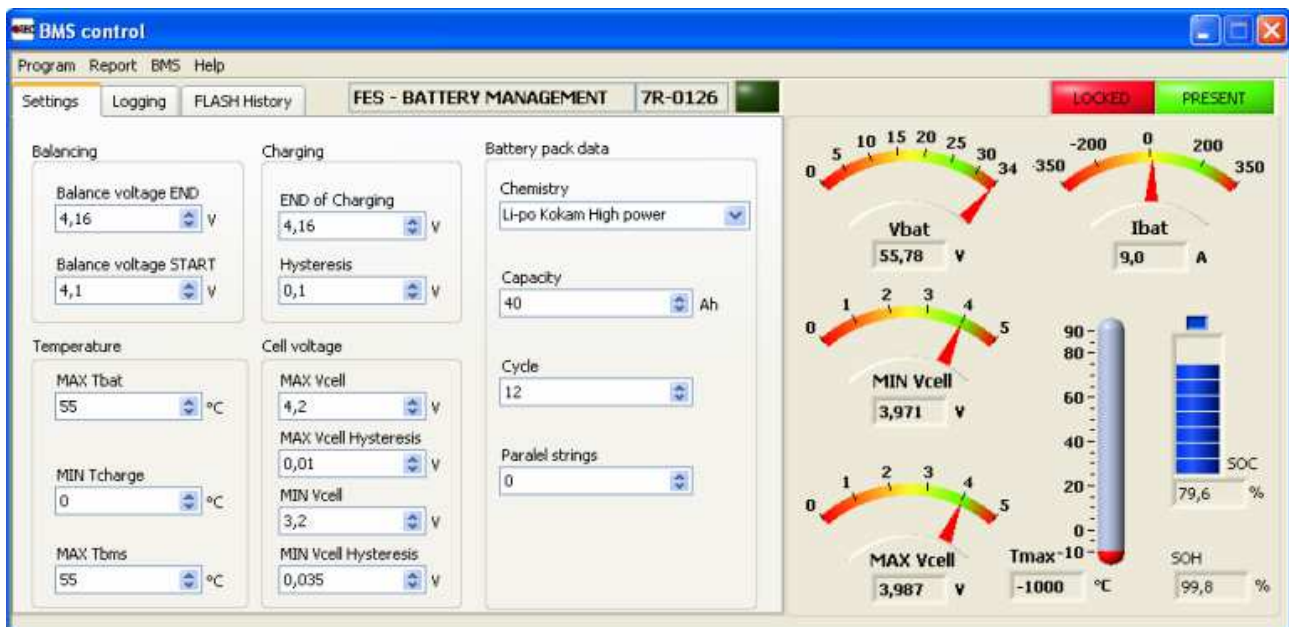 BMS control
Program Report BMS Help
Settings Logging FLASH History
FES - BATTERY MANAGEMENT 7R-0126
LOCKED PRESENT
Balancing
Balance voltage END
4,16 V
Balance voltage START
4,1 V
Charging
END of Charging
4,16 V
Hysteresis
0,1 V
Temperature
MAX Tbat
55 °C
MIN Tcharge
0 °C
MAX Tbms
55 °C
Cell voltage
MAX Vcell
4,2 V
MAX Vcell Hysteresis
0,01 V
MIN Vcell
3,2 V
MIN Vcell Hysteresis
0,035 V
Battery pack data
Chemistry
Li-po Kokam High power
Capacity
40 Ah
Cycle
12
Paralel strings
0
0 5 10 15 20 25 30 34
Vbat
55,78 V
-350 -200 0 200 350
Ibat
9,0 A
0 1 2 3 4 5
MIN Vcell
3,971 V
0 1 2 3 4 5
MAX Vcell
3,987 V
90
80
60
40
20
0
-10
Tmax
-1000 °C
SOC
79,6 %
SOH
99,8 %